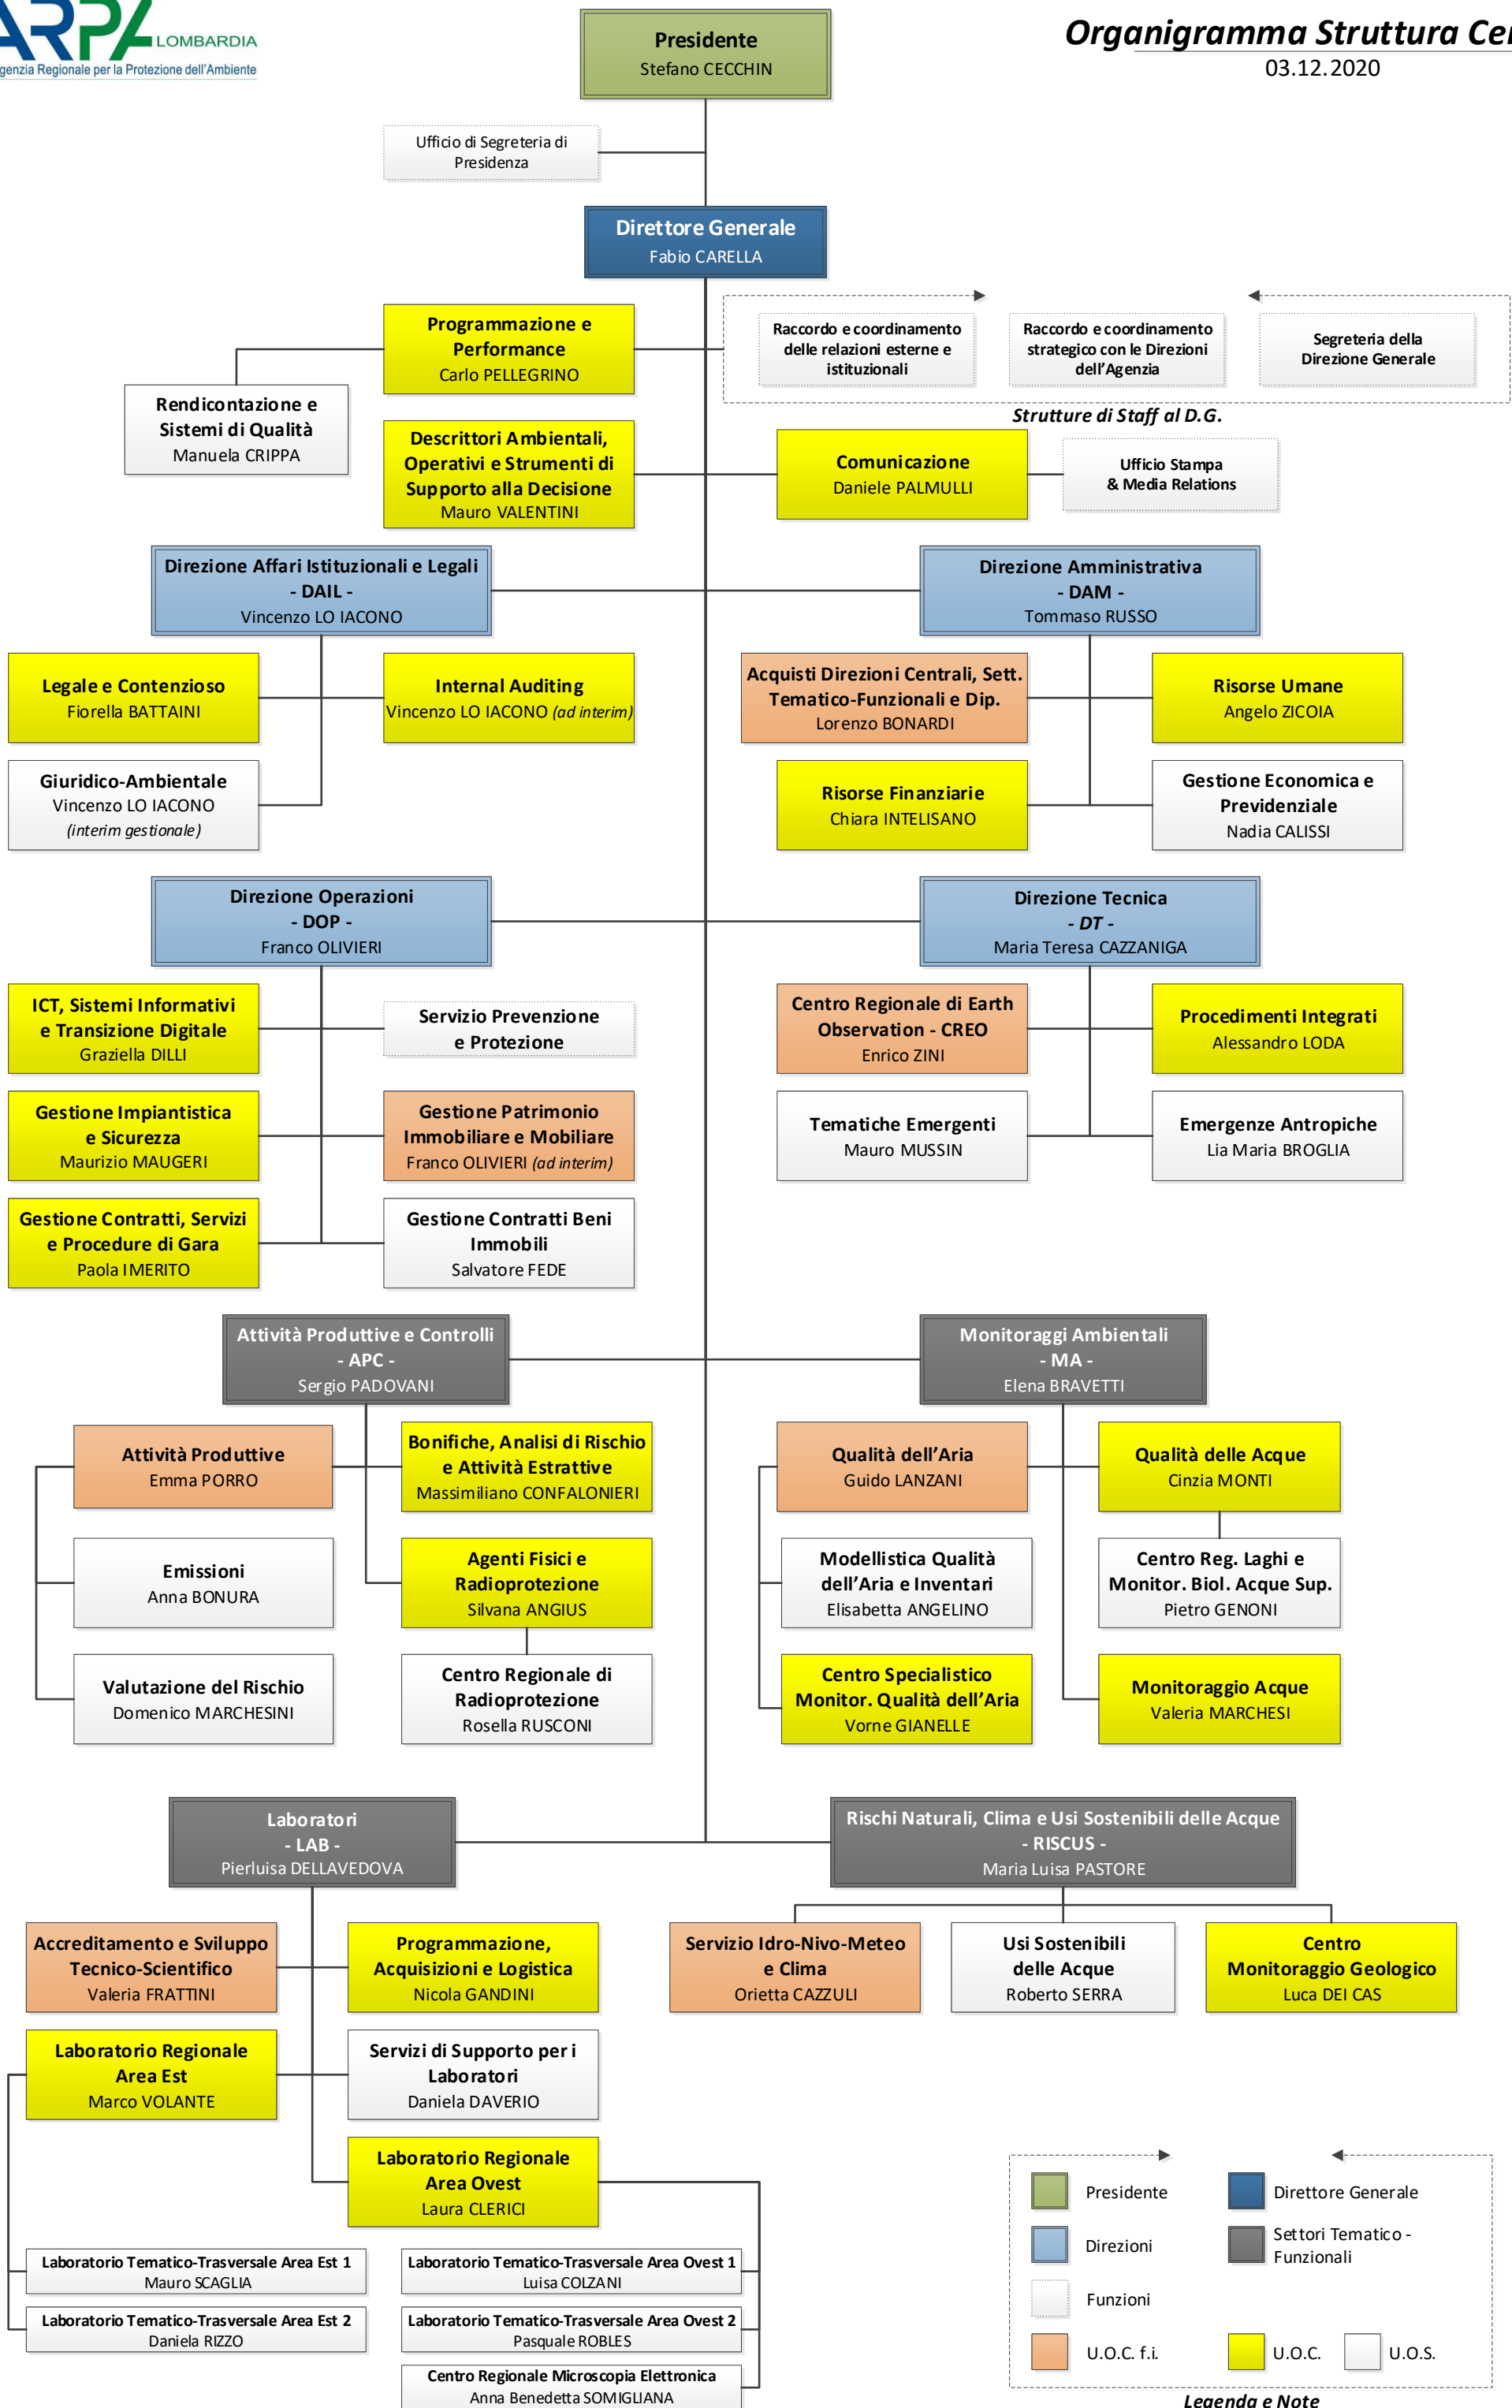 ARPA LOMBARDIA
genzia Regionale per la Protezione dell'Ambiente
Organigramma Struttura Cen
03.12.2020
Presidente
Stefano CECCHIN
Ufficio di Segreteria di
Presidenza
Direttore Generale
Fabio CARELLA
Programmazione e
Performance
Carlo PELLEGRINO
Rendicontazione e
Sistemi di Qualità
Manuela CRIPPA
Raccordo e coordinamento
delle relazioni esterne e
istituzionali
Raccordo e coordinamento
strategico con le Direzioni
dell'Agenzia
Segreteria della
Direzione Generale
Strutture di Staff al D.G.
Descrittori Ambientali,
Operativi e Strumenti di
Supporto alla Decisione
Mauro VALENTINI
Comunicazione
Daniele PALMULLI
Ufficio Stampa
& Media Relations
Direzione Affari Istituzionali e Legali
- DAIL -
Vincenzo LO IACONO
Direzione Amministrativa
- DAM -
Tommaso RUSSO
Legale e Contenzioso
Fiorella BATTAINI
Internal Auditing
Vincenzo LO IACONO (ad interim)
Giuridico-Ambientale
Vincenzo LO IACONO
(interim gestionale)
Acquisti Direzioni Centrali, Sett.
Tematico-Funzionali e Dip.
Lorenzo BONARDI
Risorse Umane
Angelo ZICOIA
Risorse Finanziarie
Chiara INTELISANO
Gestione Economica e
Previdenziale
Nadia CALISSI
Direzione Operazioni
- DOP -
Franco OLIVIERI
Direzione Tecnica
- DT -
Maria Teresa CAZZANIGA
ICT, Sistemi Informativi
e Transizione Digitale
Graziella DILLI
Servizio Prevenzione
e Protezione
Gestione Impiantistica
e Sicurezza
Maurizio MAUGERI
Gestione Patrimonio
Immobiliare e Mobiliare
Franco OLIVIERI (ad interim)
Gestione Contratti, Servizi
e Procedure di Gara
Paola IMERITO
Gestione Contratti Beni
Immobili
Salvatore FEDE
Centro Regionale di Earth
Observation - CREO
Enrico ZINI
Procedimenti Integrati
Alessandro LODA
Tematiche Emergenti
Mauro MUSSIN
Emergenze Antropiche
Lia Maria BROGLIA
Attività Produttive e Controlli
- APC -
Sergio PADOVANI
Monitoraggi Ambientali
- MA -
Elena BRAVETTI
Attività Produttive
Emma PORRO
Bonifiche, Analisi di Rischio
e Attività Estrattive
Massimiliano CONFALONIERI
Emissioni
Anna BONURA
Agenti Fisici e
Radioprotezione
Silvana ANGIUS
Valutazione del Rischio
Domenico MARCHESINI
Centro Regionale di
Radioprotezione
Rosella RUSCONI
Qualità dell'Aria
Guido LANZANI
Qualità delle Acque
Cinzia MONTI
Modellistica Qualità
dell'Aria e Inventari
Elisabetta ANGELINO
Centro Reg. Laghi e
Monitor. Biol. Acque Sup.
Pietro GENONI
Centro Specialistico
Monitor. Qualità dell'Aria
Vorne GIANELLE
Monitoraggio Acque
Valeria MARCHESI
Laboratori
- LAB -
Pierluisa DELLAVEDOVA
Rischi Naturali, Clima e Usi Sostenibili delle Acque
- RISCUS -
Maria Luisa PASTORE
Accreditamento e Sviluppo
Tecnico-Scientifico
Valeria FRATTINI
Programmazione,
Acquisizioni e Logistica
Nicola GANDINI
Servizio Idro-Nivo-Meteo
e Clima
Orietta CAZZULI
Usi Sostenibili
delle Acque
Roberto SERRA
Centro
Monitoraggio Geologico
Luca DEI CAS
Laboratorio Regionale
Area Est
Marco VOLANTE
Servizi di Supporto per i
Laboratori
Daniela DAVERIO
Laboratorio Regionale
Area Ovest
Laura CLERICI
Laboratorio Tematico-Trasversale Area Est 1
Mauro SCAGLIA
Laboratorio Tematico-Trasversale Area Ovest 1
Luisa COLZANI
Laboratorio Tematico-Trasversale Area Est 2
Daniela RIZZO
Laboratorio Tematico-Trasversale Area Ovest 2
Pasquale ROBLES
Centro Regionale Microscopia Elettronica
Anna Benedetta SOMIGLIANA
Presidente
Direttore Generale
Direzioni
Settori Tematico -
Funzionali
Funzioni
U.O.C. f.i.
U.O.C.
U.O.S.
Legenda e Note